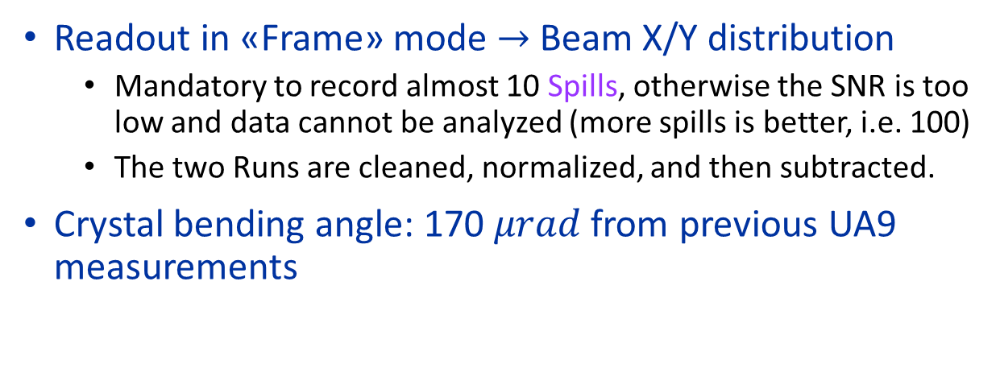 • Readout in «Frame» mode → Beam X/Y distribution
• Mandatory to record almost 10 Spills, otherwise the SNR is too
low and data cannot be analyzed (more spills is better, i.e. 100)
• The two Runs are cleaned, normalized, and then subtracted.
• Crystal bending angle: 170 𝜇𝑟𝑎𝑑 from previous UA9
measurements